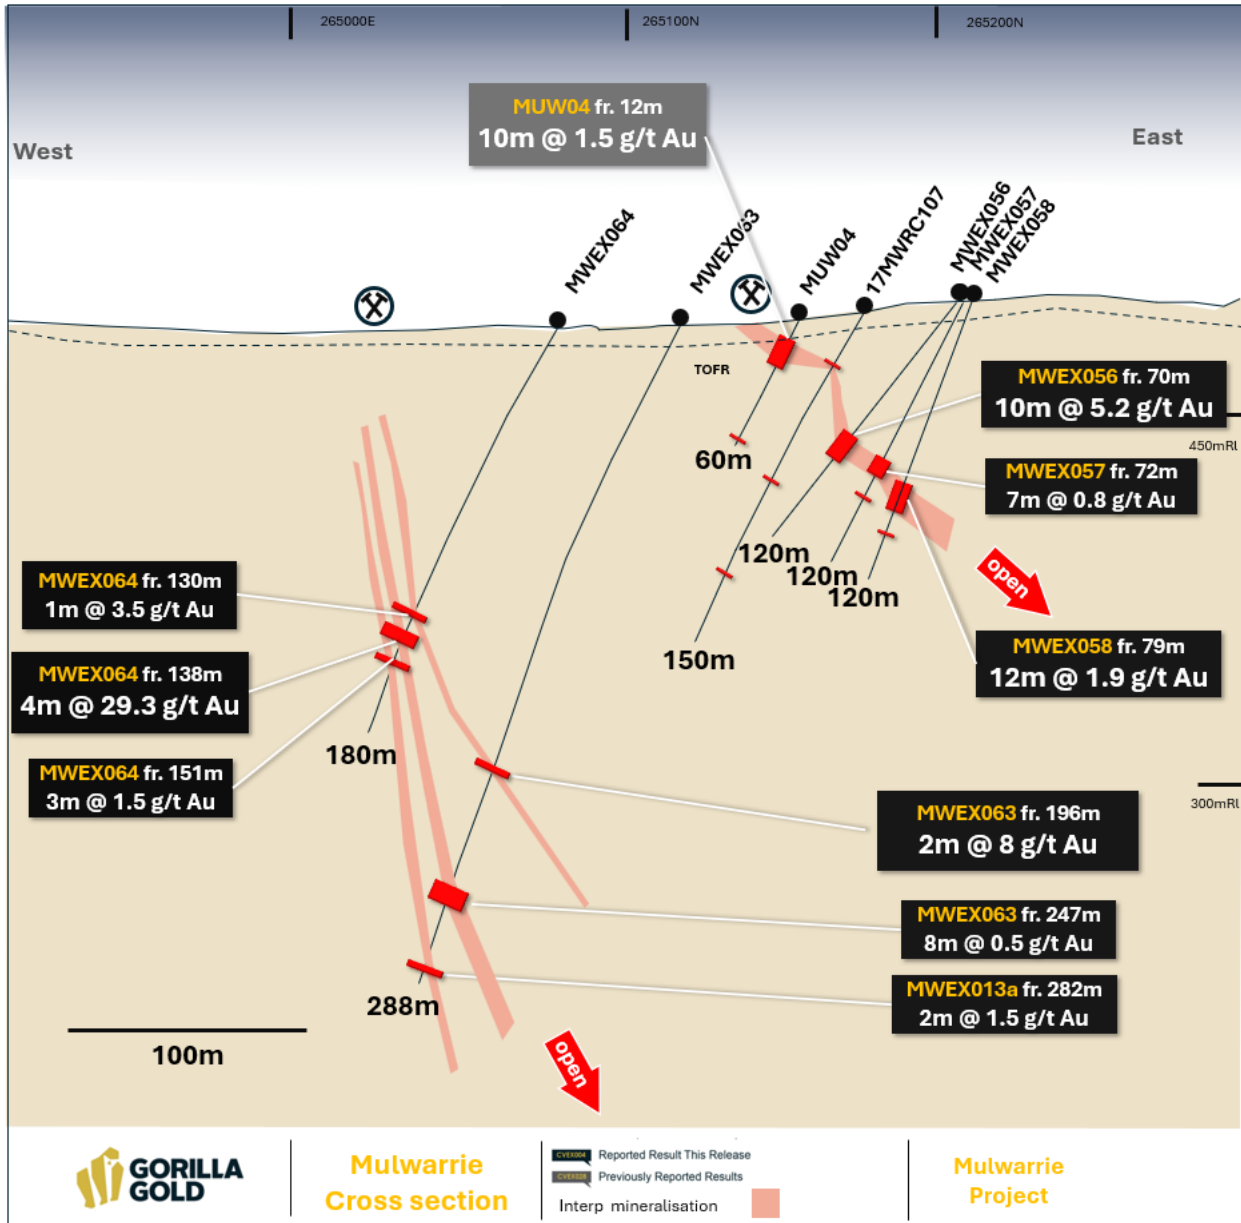 265000E
265100N
265200N
MUW04 fr. 12m
10m @ 1.5 g/t Au
West
East
MWEX064
MWEX063
MUW04
17MWRC107
MWEX056
MWEX057
MWEX058
TOFR
MWEX056 fr. 70m
10m @ 5.2 g/t Au
450mRl
60m
MWEX057 fr. 72m
7m @ 0.8 g/t Au
120m
120m
120m
open
MWEX064 fr. 130m
1m @ 3.5 g/t Au
150m
MWEX058 fr. 79m
12m @ 1.9 g/t Au
MWEX064 fr. 138m
4m @ 29.3 g/t Au
180m
MWEX064 fr. 151m
3m @ 1.5 g/t Au
300mRl
MWEX063 fr. 196m
2m @ 8 g/t Au
MWEX063 fr. 247m
8m @ 0.5 g/t Au
MWEX013a fr. 282m
2m @ 1.5 g/t Au
288m
100m
open
GORILLA
GOLD
Mulwarrie
Cross section
CVEX004 Reported Result This Release
Previously Reported Results
Interp mineralisation
Mulwarrie
Project